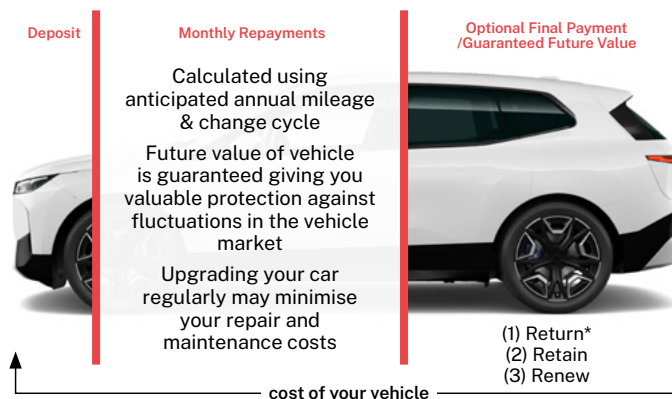 Deposit
Monthly Repayments
Optional Final Payment
/Guaranteed Future Value
Calculated using
anticipated annual mileage
& change cycle
Future value of vehicle
is guaranteed giving you
valuable protection against
fluctuations in the vehicle
market
Upgrading your car
regularly may minimise
your repair and
maintenance costs
(1) Return*
(2) Retain
(3) Renew
cost of your vehicle